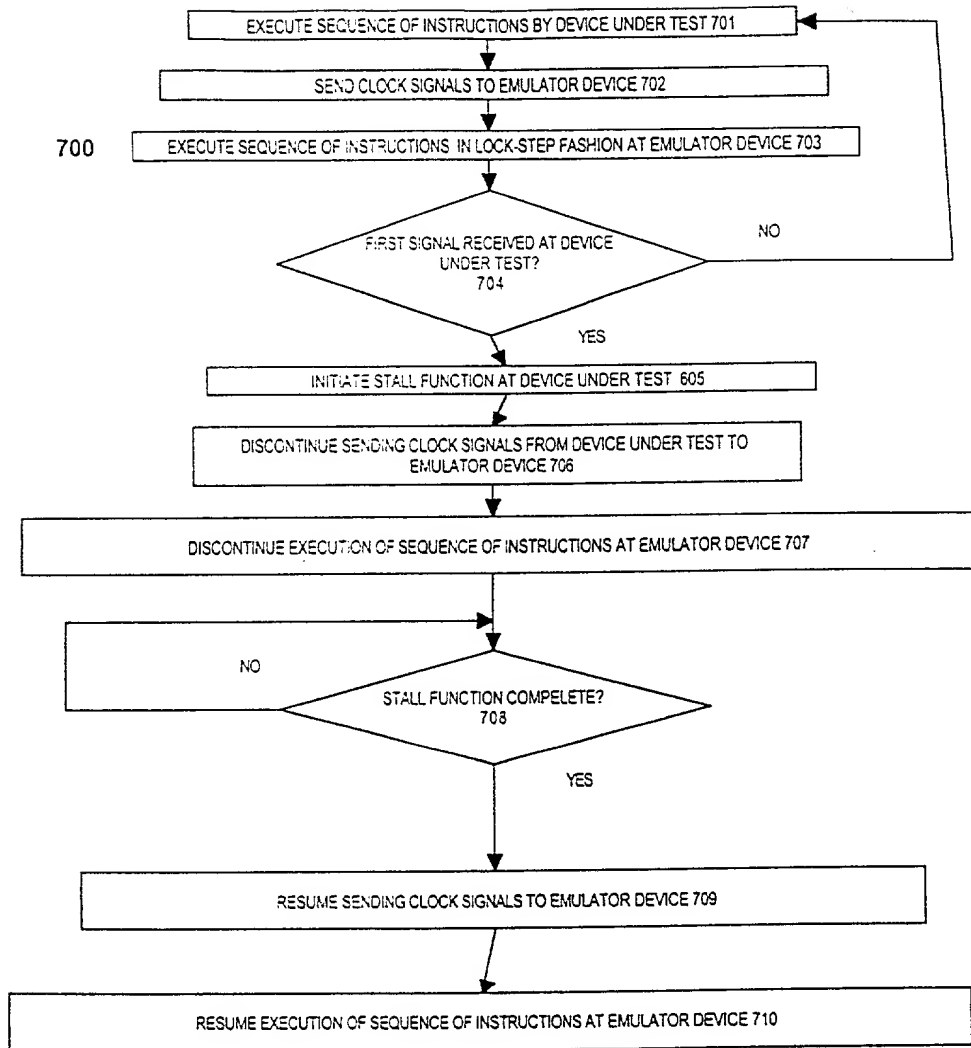 EXECUTE SEQUENCE OF INSTRUCTIONS BY DEVICE UNDER TEST 701
SEND CLOCK SIGNALS TO EMULATOR DEVICE 702
700
EXECUTE SEQUENCE OF INSTRUCTIONS IN LOCK-STEP FASHION AT EMULATOR DEVICE 703
FIRST SIGNAL RECEIVED AT DEVICE
UNDER TEST?
704
NO
YES
INITIATE STALL FUNCTION AT DEVICE UNDER TEST 605
DISCONTINUE SENDING CLOCK SIGNALS FROM DEVICE UNDER TEST TO
EMULATOR DEVICE 706
DISCONTINUE EXECUTION OF SEQUENCE OF INSTRUCTIONS AT EMULATOR DEVICE 707
NO
STALL FUNCTION COMPELETE?
708
YES
RESUME SENDING CLOCK SIGNALS TO EMULATOR DEVICE 709
RESUME EXECUTION OF SEQUENCE OF INSTRUCTIONS AT EMULATOR DEVICE 710